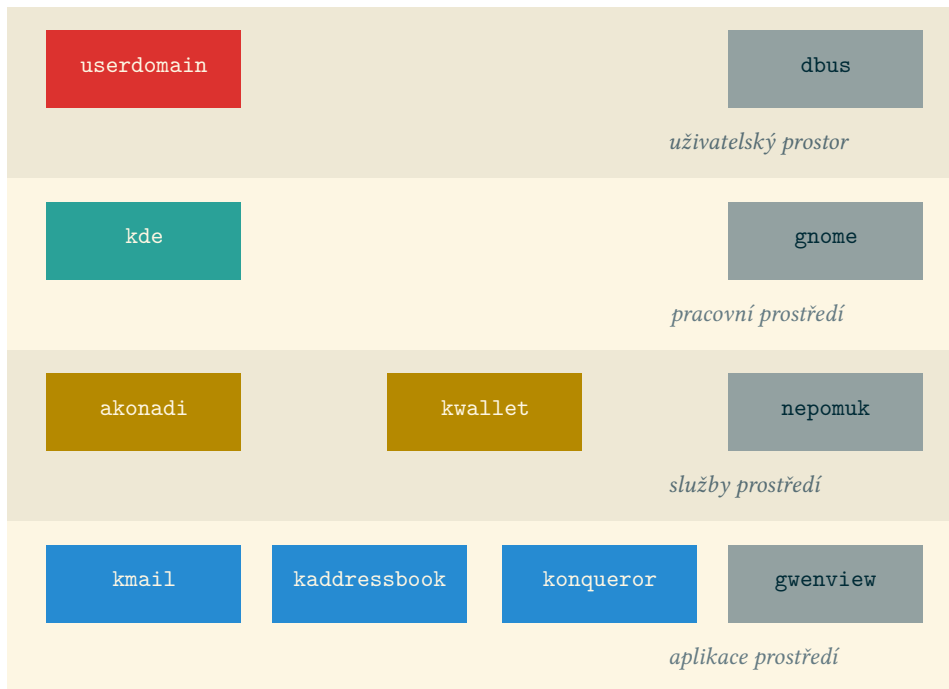 userdomain
dbus
uživatelský prostor
kde
gnome
pracovní prostředí
akonadi
kwallet
nepomuk
služby prostředí
kmail
kaddressbook
konqueror
gwenview
aplikace prostředí